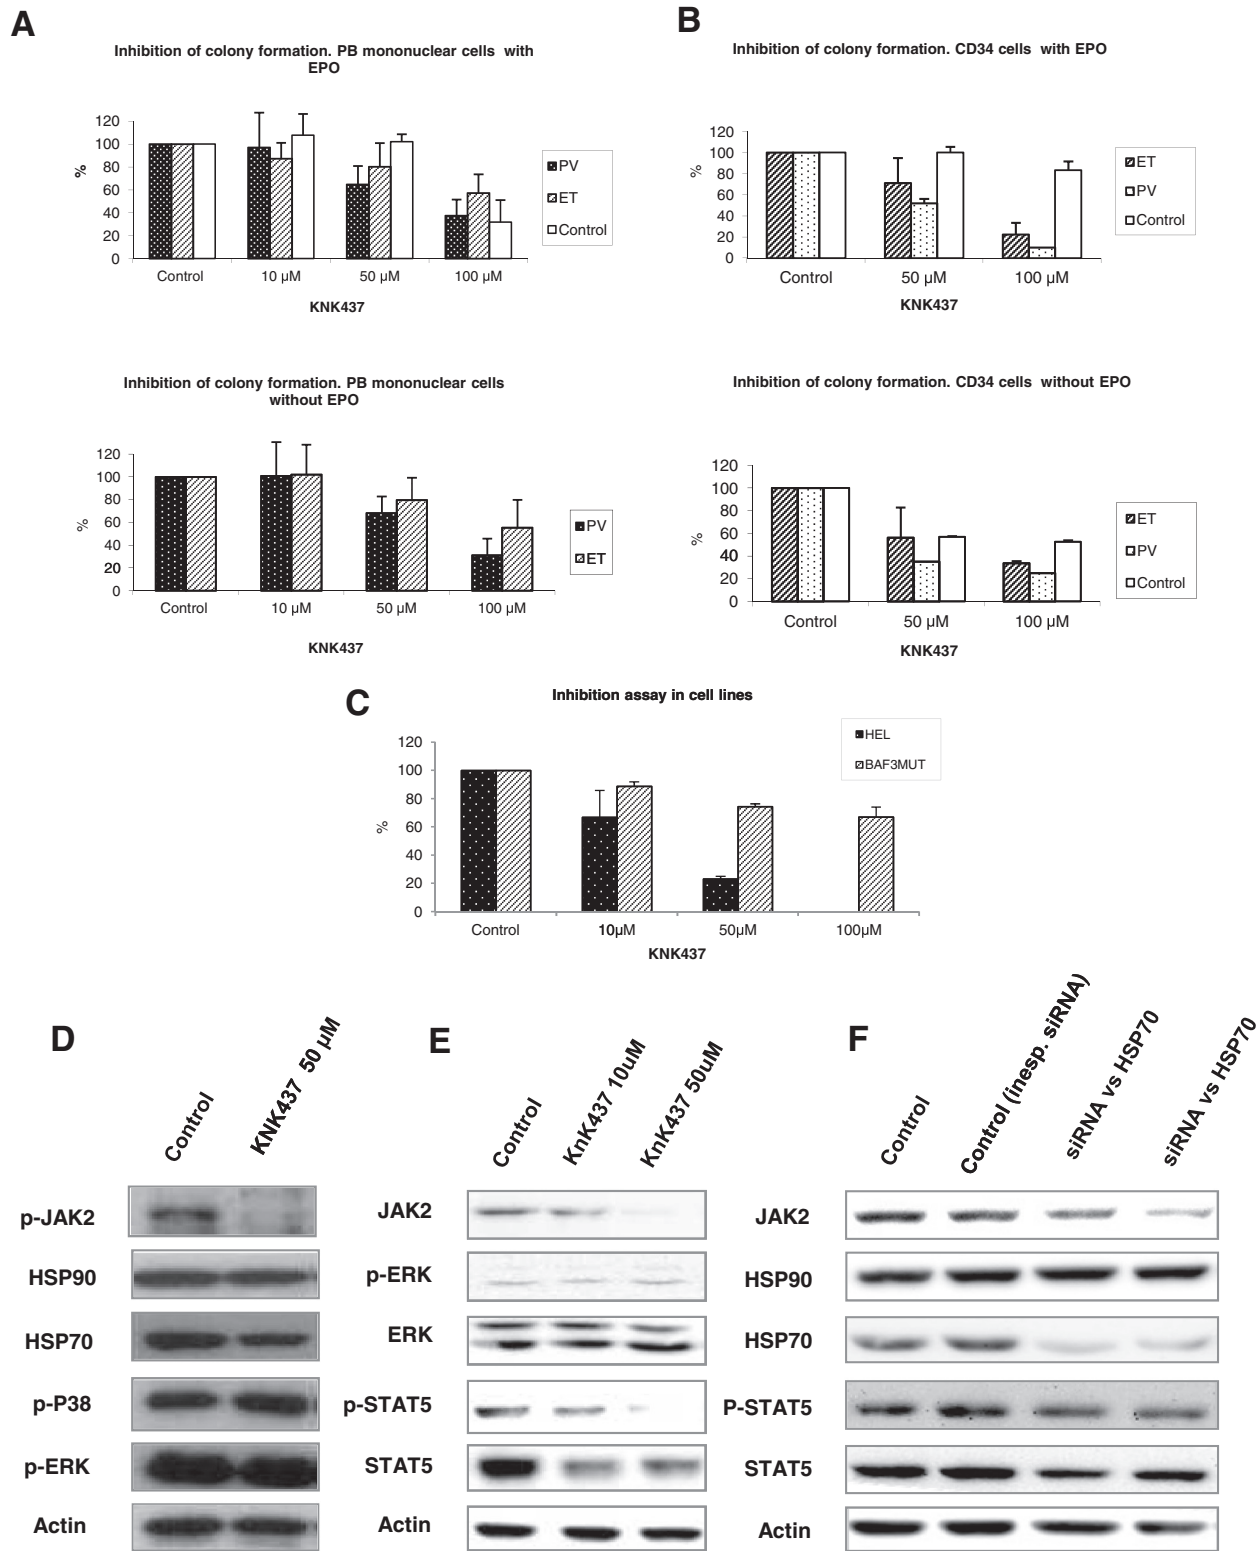 A
Inhibition of colony formation. PB mononuclear cells with
EPO
120
100
80
60
40
20
0
%
Control
10 µM
50 µM
100 µM
KNK437
PV
ET
Control
Inhibition of colony formation. PB mononuclear cells
without EPO
120
100
80
60
40
20
0
%
Control
10 µM
50 µM
100 µM
KNK437
PV
ET
B
Inhibition of colony formation. CD34 cells with EPO
120
100
80
60
40
20
0
%
Control
50 µM
100 µM
KNK437
ET
PV
Control
Inhibition of colony formation. CD34 cells without EPO
120
100
80
60
40
20
0
%
Control
50 µM
100 µM
KNK437
ET
PV
Control
C
Inhibition assay in cell lines
120
100
80
60
40
20
0
%
Control
10µM
50µM
100µM
KNK437
HEL
BAF3MUT
D
Control
KNK437 50 µM
p-JAK2
HSP90
HSP70
p-P38
p-ERK
Actin
E
Control
KnK437 10uM
KnK437 50uM
JAK2
p-ERK
ERK
p-STAT5
STAT5
Actin
F
Control
Control (inesp. siRNA)
siRNA vs HSP70
siRNA vs HSP70
JAK2
HSP90
HSP70
P-STAT5
STAT5
Actin